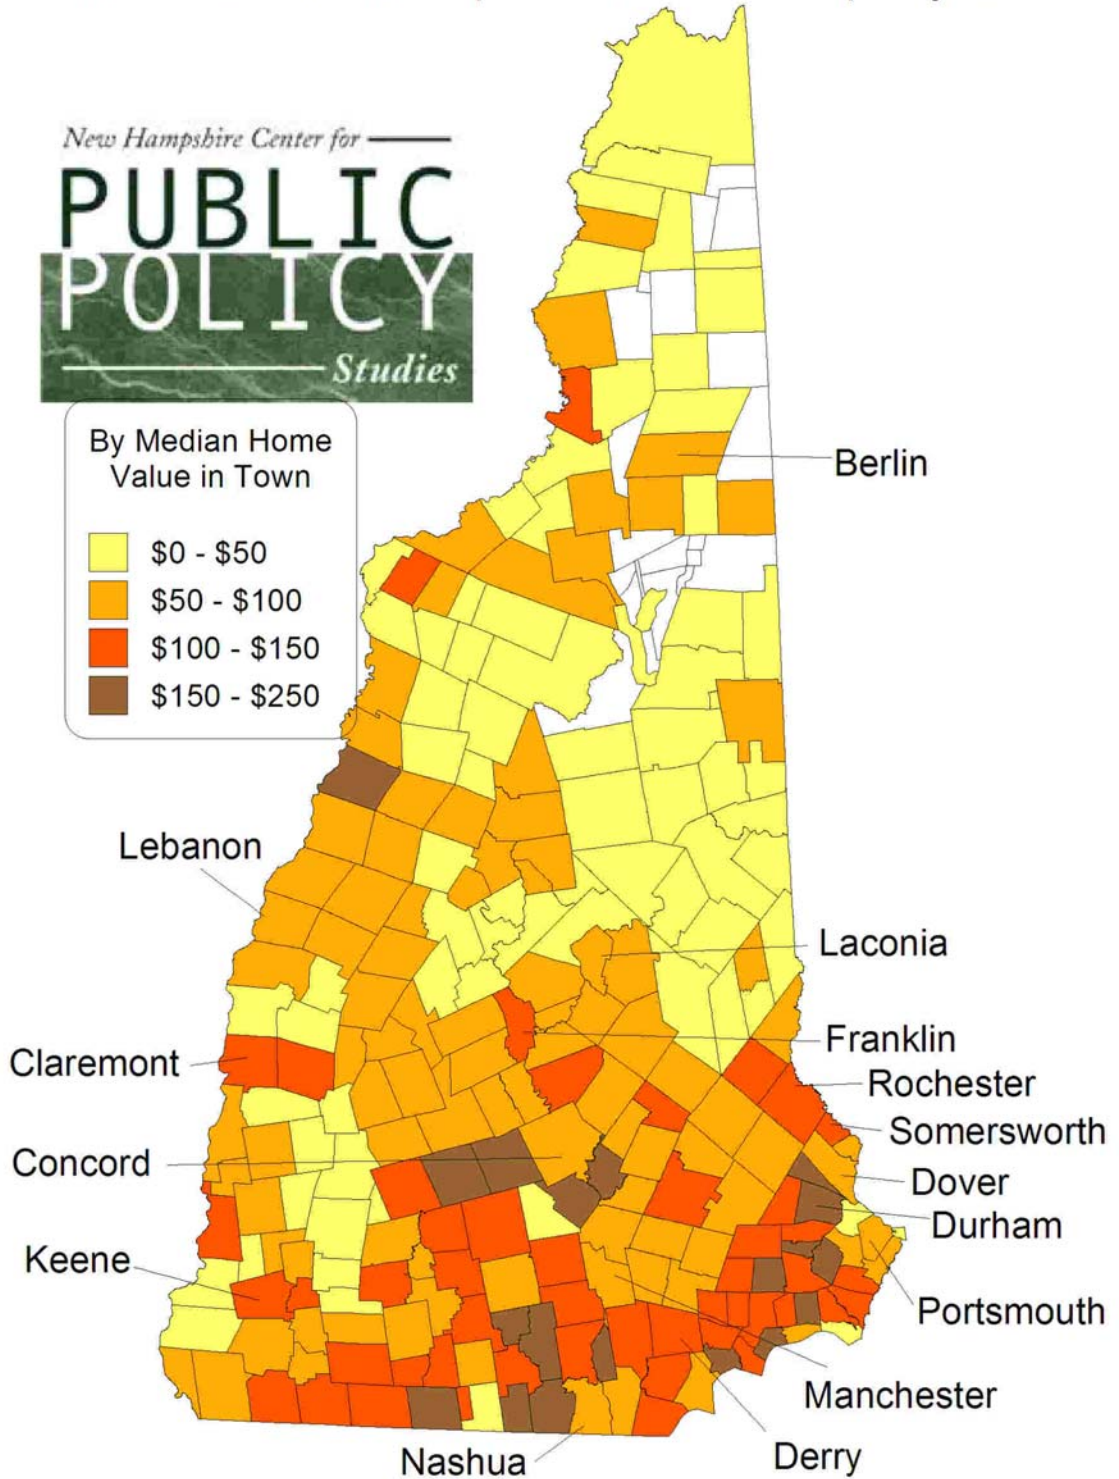 New Hampshire Center for
PUBLIC
POLICY
Studies
By Median Home
Value in Town
$0 - $50
$50 - $100
$100 - $150
$150 - $250
Berlin
Lebanon
Laconia
Franklin
Claremont
Rochester
Somersworth
Concord
Dover
Durham
Keene
Portsmouth
Manchester
Derry
Nashua